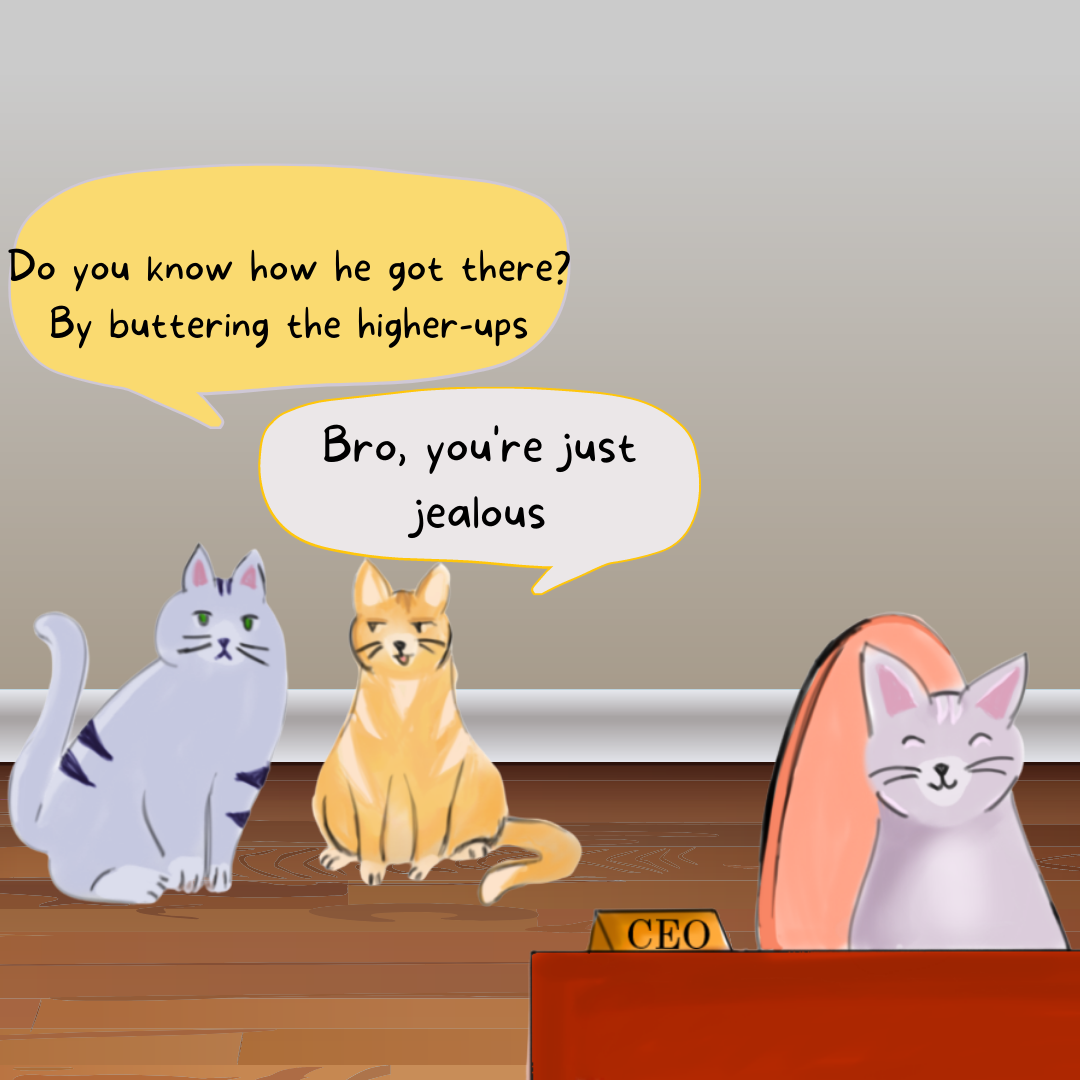 Do you know how he got there?
By buttering the higher-ups
Bro, you're just
jealous
CEO